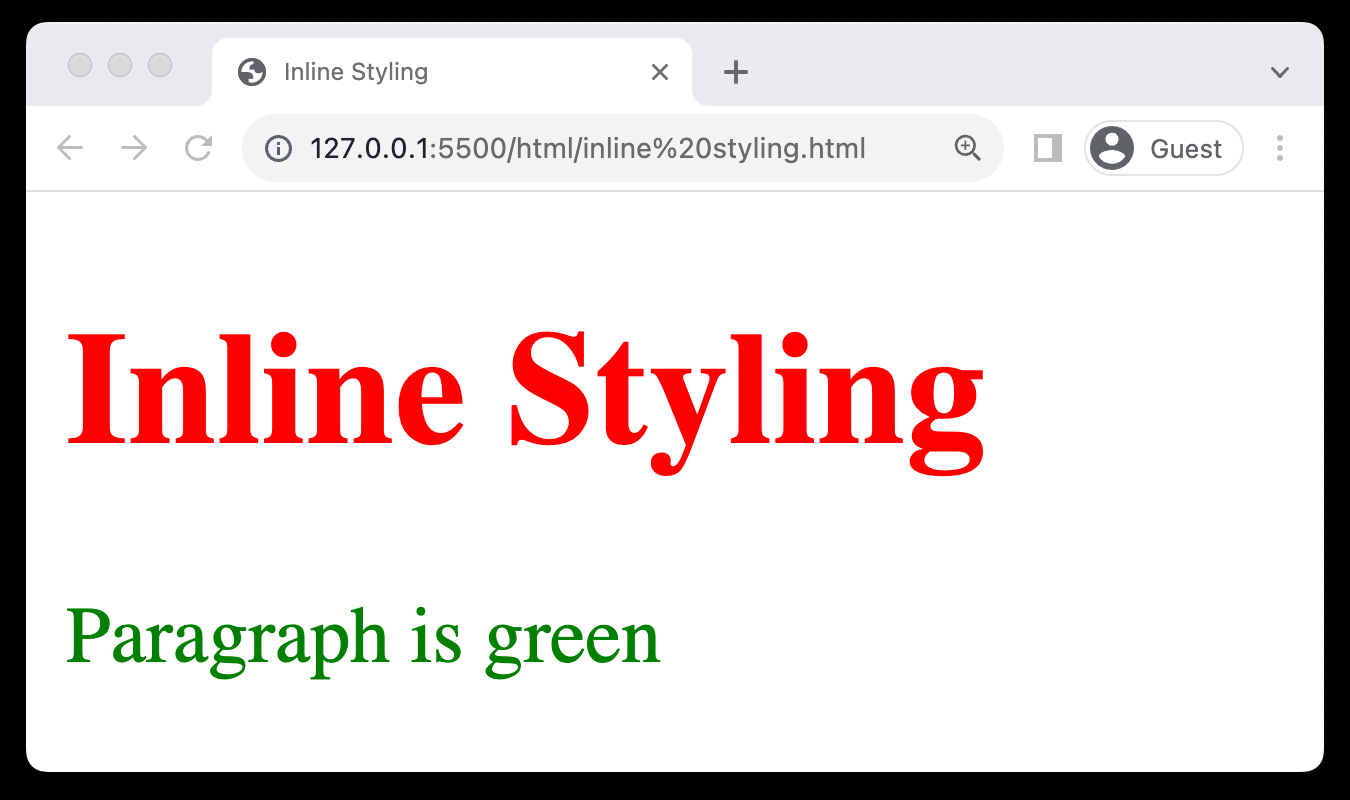 Inline Styling
127.0.0.1:5500/html/inline%20styling.html
Guest
Inline Styling
Paragraph is green